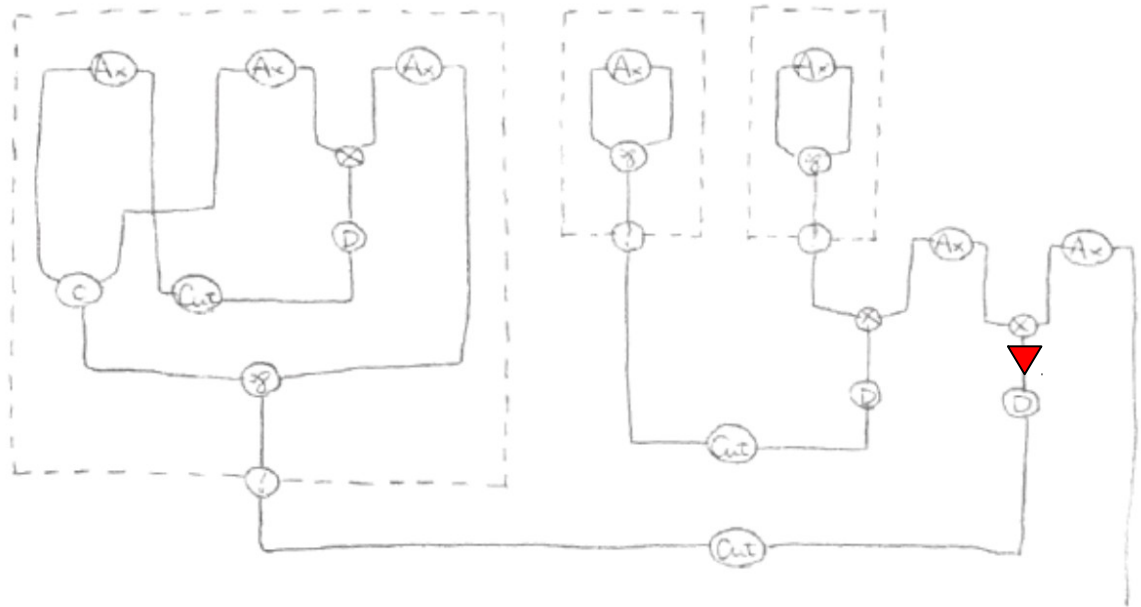 Ax Ax Ax Ax Ax
⊗ ⅋ ⅋
D Ax Ax
C Cut ! ! ⊗ ⊗
⅋ D D
Cut
!
Cut